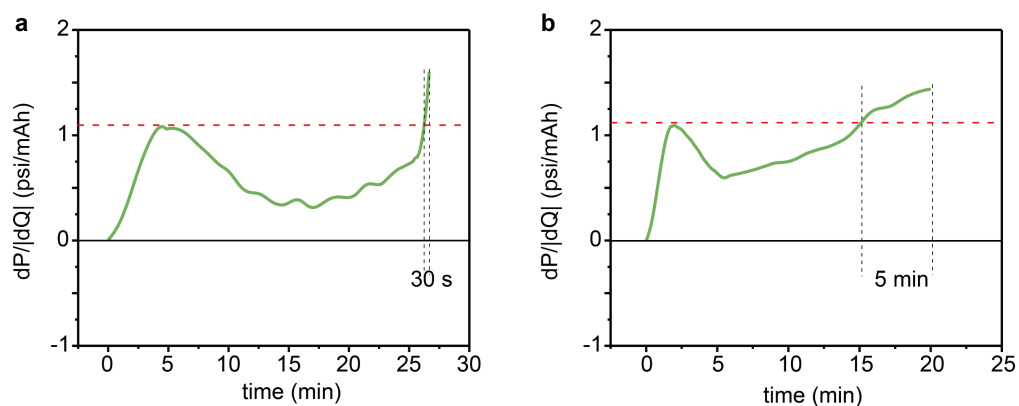 a
dP/|dQ| (psi/mAh)
2
1
0
-1
30 s
0 5 10 15 20 25 30
time (min)
b
dP/|dQ| (psi/mAh)
2
1
0
-1
5 min
0 5 10 15 20 25
time (min)